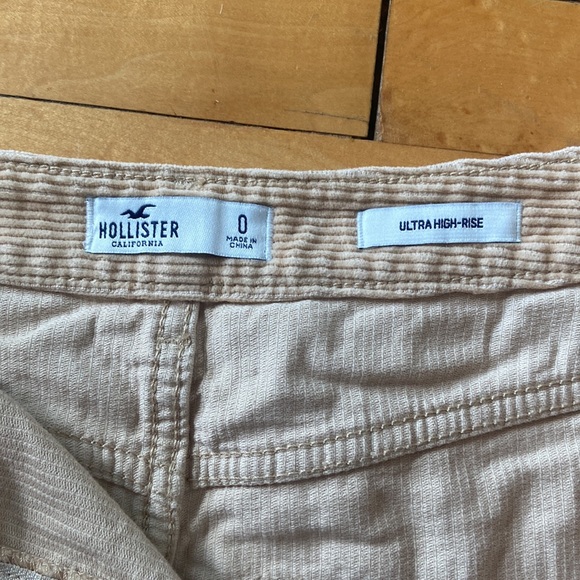 HOLLISTER
CALIFORNIA
0
MADE IN
CHINA
ULTRA HIGH-RISE